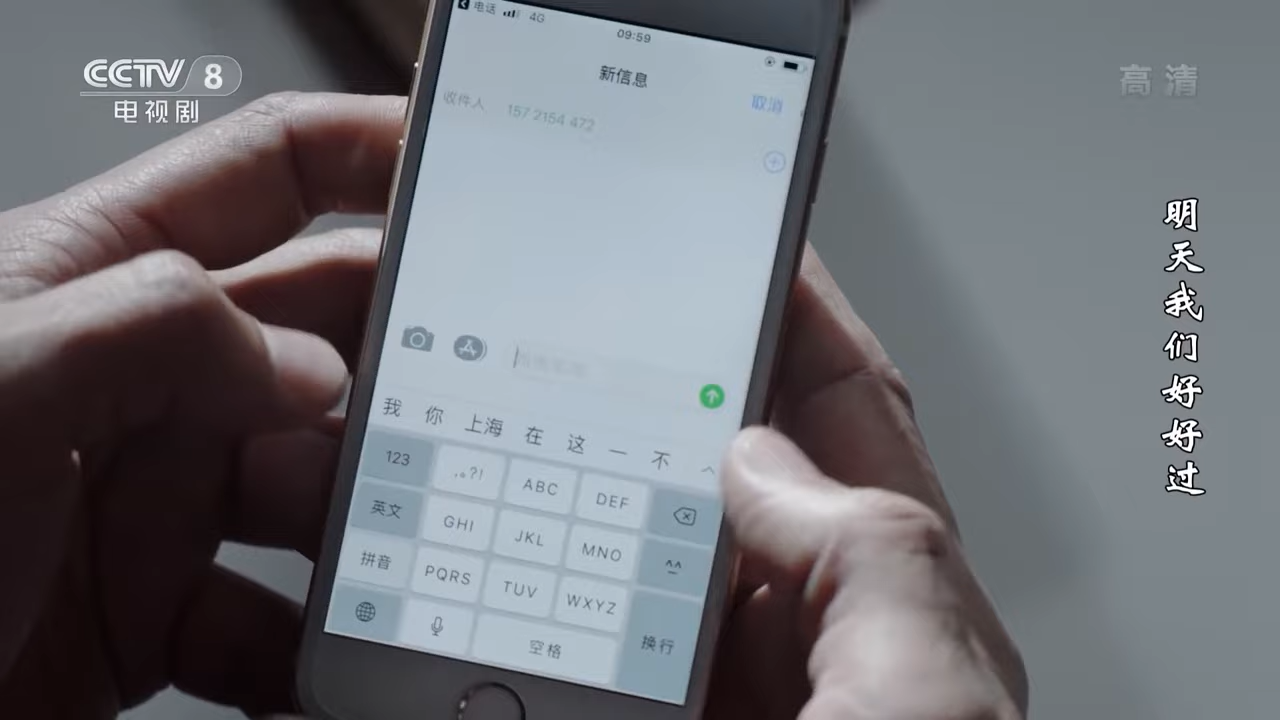 CCTV 8
电视剧
高清
明天我们好好过
电话 4G
09:59
新信息
取消
收件人 157 2154 472
我 你 上海 在 这 一 不
123 .。?! ABC DEF
英文 GHI JKL MNO ^^
拼音 PQRS TUV WXYZ
空格 换行